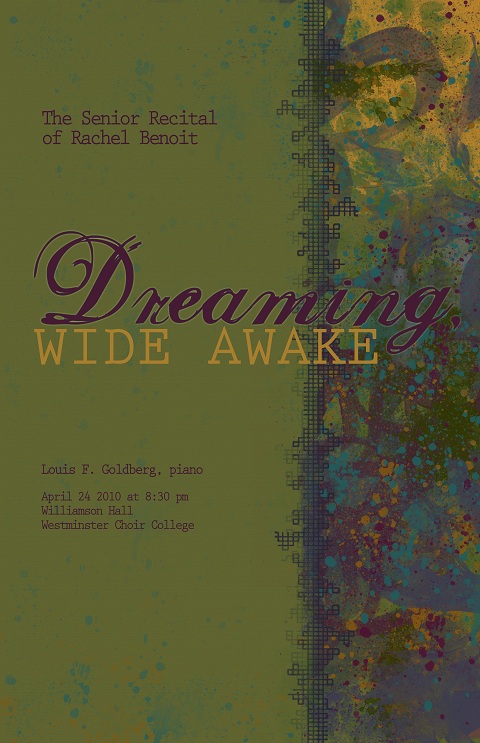 The Senior Recital
of Rachel Benoit
Dreaming,
WIDE AWAKE
Louis F. Goldberg, piano
April 24 2010 at 8:30 pm
Williamson Hall
Westminster Choir College